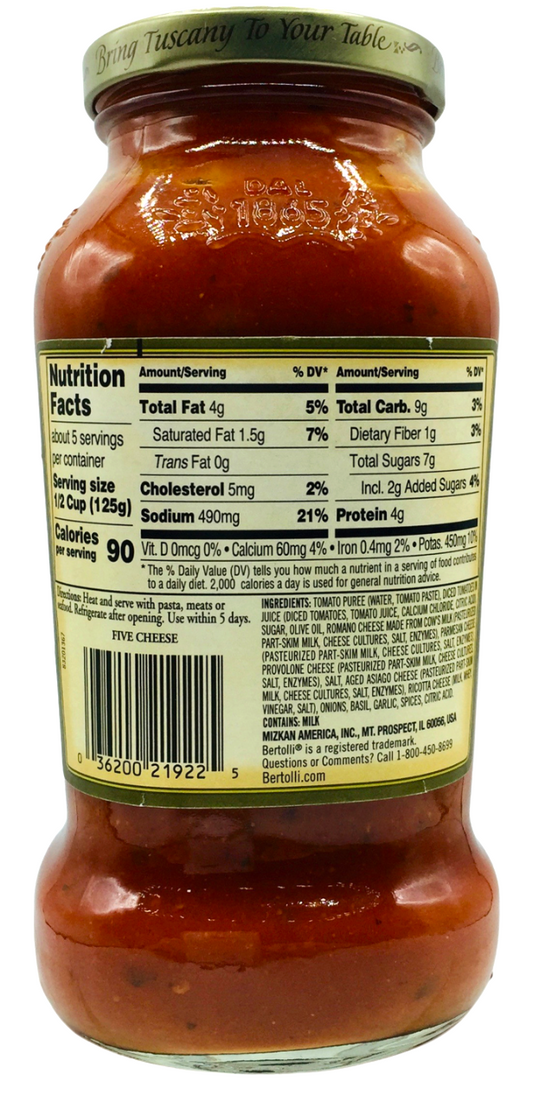 Bring Tuscany To Your Table
DAL
1865
Nutrition
Facts
about 5 servings
per container
Serving size
1/2 Cup (125g)
Calories
per serving 90
Amount/Serving % DV*
Total Fat 4g 5%
Saturated Fat 1.5g 7%
Trans Fat 0g
Cholesterol 5mg 2%
Sodium 490mg 21%
Amount/Serving % DV*
Total Carb. 9g 3%
Dietary Fiber 1g 3%
Total Sugars 7g
Incl. 2g Added Sugars 4%
Protein 4g
Vit. D 0mcg 0% • Calcium 60mg 4% • Iron 0.4mg 2% • Potas. 450mg 10%
* The % Daily Value (DV) tells you how much a nutrient in a serving of food contributes
to a daily diet. 2,000 calories a day is used for general nutrition advice.
Directions: Heat and serve with pasta, meats or
seafood. Refrigerate after opening. Use within 5 days.
FIVE CHEESE
0 36200 21922 5
INGREDIENTS: TOMATO PUREE (WATER, TOMATO PASTE), DICED TOMATOES IN
JUICE (DICED TOMATOES, TOMATO JUICE, CALCIUM CHLORIDE, CITRIC ACID),
SUGAR, OLIVE OIL, ROMANO CHEESE MADE FROM COW'S MILK (PASTEURIZED
PART-SKIM MILK, CHEESE CULTURES, SALT, ENZYMES), PARMESAN CHEESE
(PASTEURIZED PART-SKIM MILK, CHEESE CULTURES, SALT, ENZYMES),
PROVOLONE CHEESE (PASTEURIZED PART-SKIM MILK, CHEESE CULTURES,
SALT, ENZYMES), SALT, AGED ASIAGO CHEESE (PASTEURIZED PART-SKIM
MILK, CHEESE CULTURES, SALT, ENZYMES), RICOTTA CHEESE (MILK, WHEY,
VINEGAR, SALT), ONIONS, BASIL, GARLIC, SPICES, CITRIC ACID.
CONTAINS: MILK
MIZKAN AMERICA, INC., MT. PROSPECT, IL 60056, USA
Bertolli® is a registered trademark.
Questions or Comments? Call 1-800-450-8699
Bertolli.com